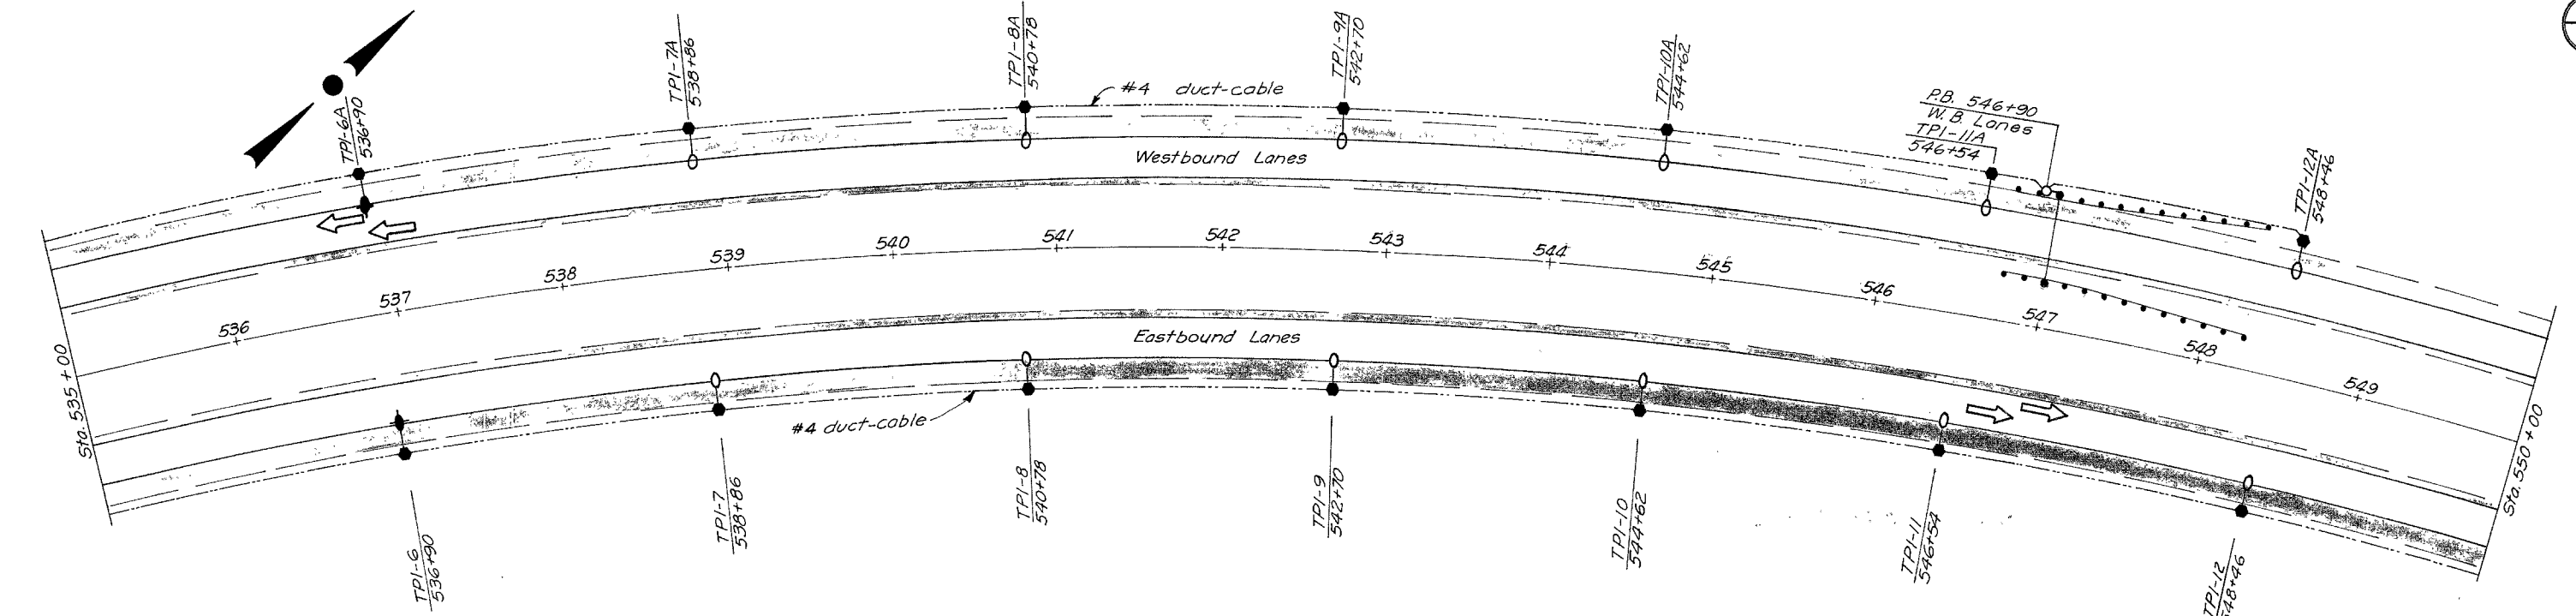 TPI-6A
536+90
TPI-7A
538+86
TPI-8A
540+78
#4 duct-cable
TPI-9A
542+70
TPI-10A
544+62
P.B. 546+90
W.B. Lanes
TPI-11A
546+54
TPI-12A
548+46
Westbound Lanes
536
537
538
539
540
541
542
543
544
545
546
547
548
549
Sta. 535+00
Sta. 550+00
Eastbound Lanes
#4 duct-cable
TPI-6
536+90
TPI-7
538+86
TPI-8
540+78
TPI-9
542+70
TPI-10
544+62
TPI-11
546+54
TPI-12
548+46